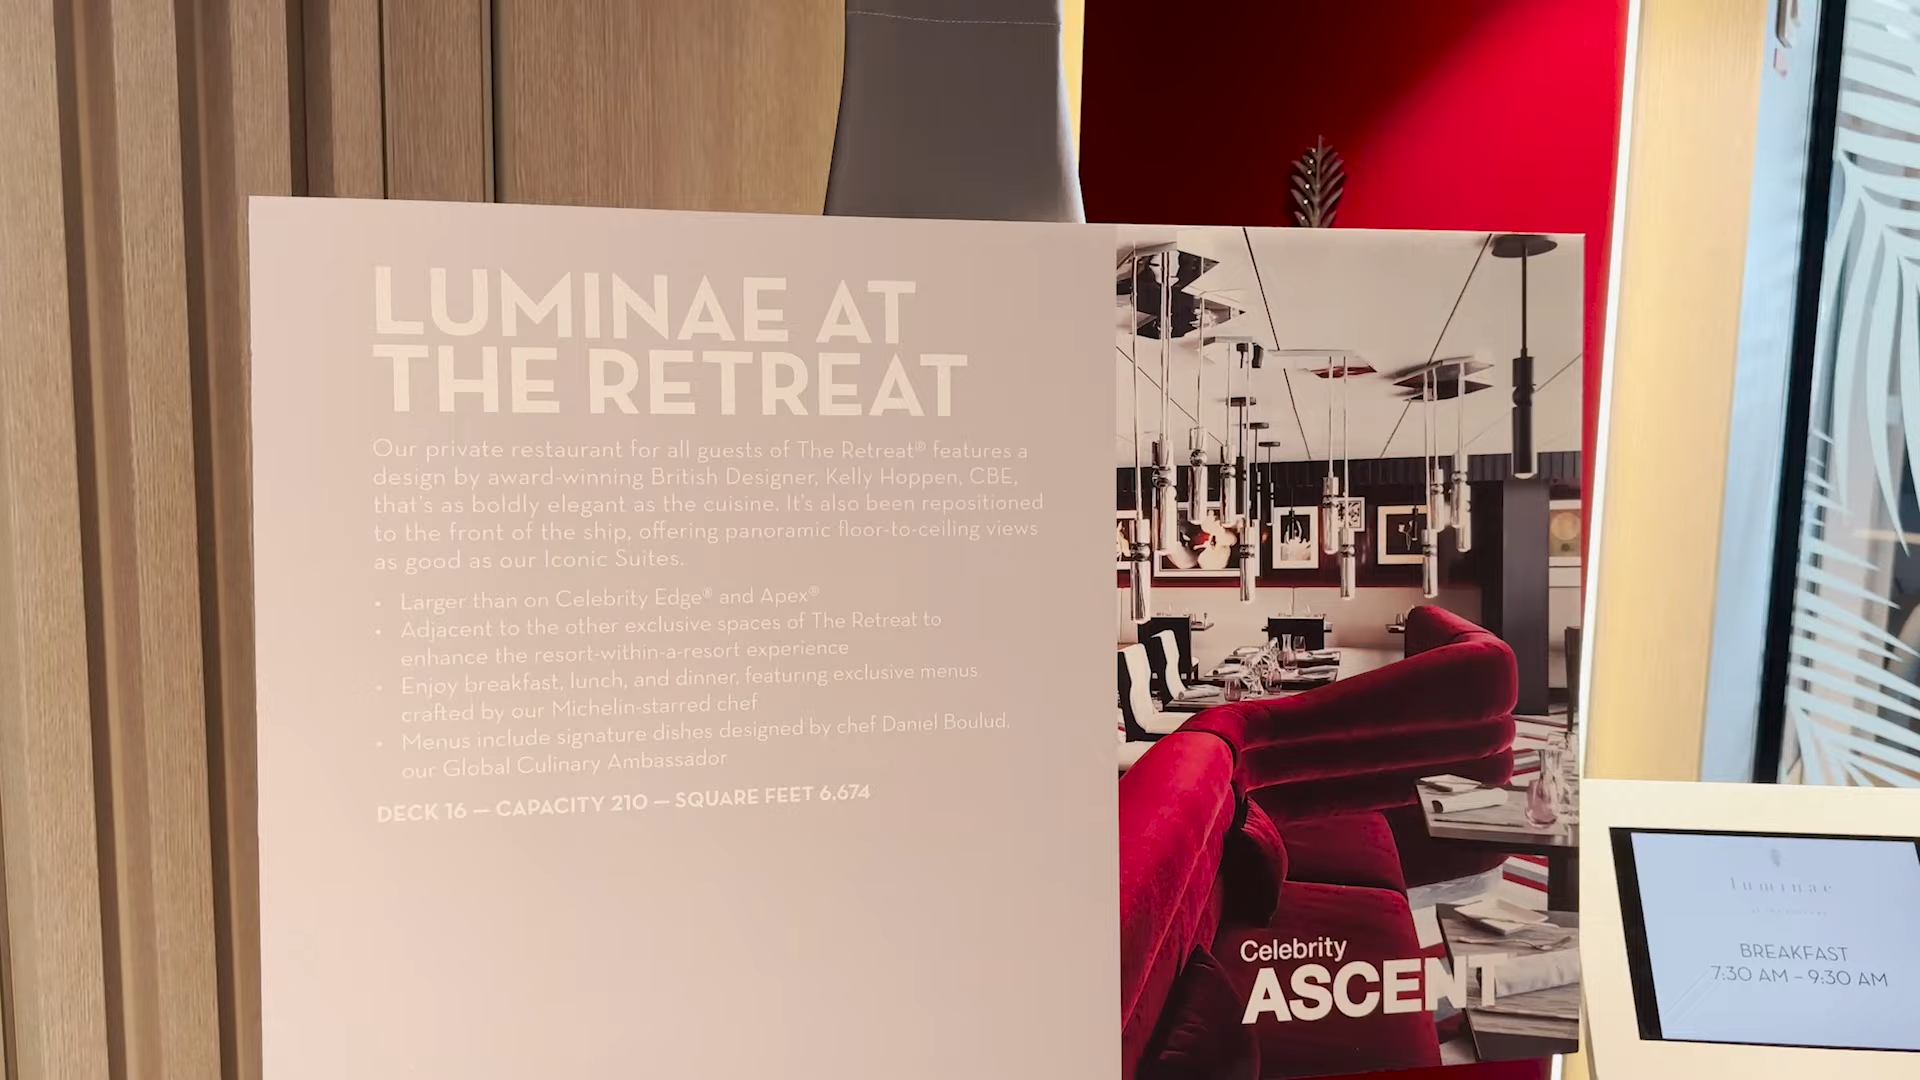 LUMINAE AT
THE RETREAT
Our private restaurant for all guests of The Retreat® features a
design by award-winning British Designer, Kelly Hoppen, CBE,
that's as boldly elegant as the cuisine. It's also been repositioned
to the front of the ship, offering panoramic floor-to-ceiling views
as good as our Iconic Suites.
• Larger than on Celebrity Edge® and Apex®
• Adjacent to the other exclusive spaces of The Retreat to
enhance the resort-within-a-resort experience
• Enjoy breakfast, lunch, and dinner, featuring exclusive menus
crafted by our Michelin-starred chef
• Menus include signature dishes designed by chef Daniel Boulud,
our Global Culinary Ambassador
DECK 16 — CAPACITY 210 — SQUARE FEET 6,674
Celebrity
ASCENT
luminae
BREAKFAST
7:30 AM – 9:30 AM